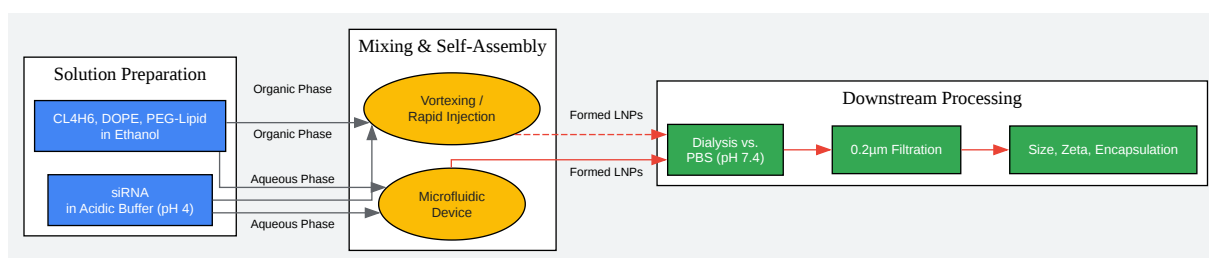 Solution Preparation
CL4H6, DOPE, PEG-Lipid
in Ethanol
siRNA
in Acidic Buffer (pH 4)
Organic Phase
Organic Phase
Aqueous Phase
Aqueous Phase
Mixing & Self-Assembly
Vortexing /
Rapid Injection
Microfluidic
Device
Formed LNPs
Formed LNPs
Downstream Processing
Dialysis vs.
PBS (pH 7.4)
0.2µm Filtration
Size, Zeta, Encapsulation